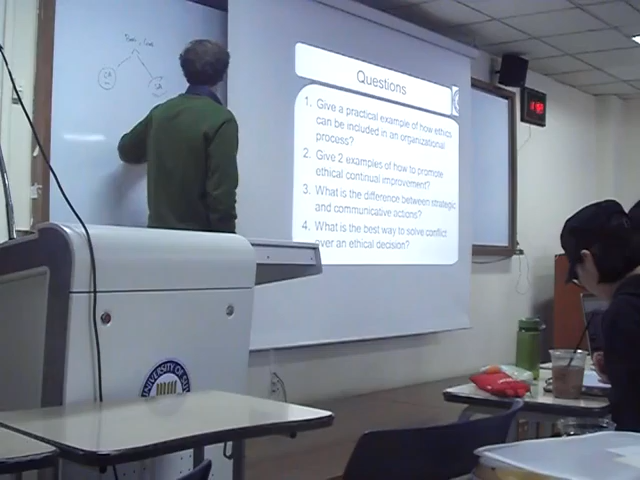 Questions
1. Give a practical example of how ethics
can be included in an organizational
process?
2. Give 2 examples of how to promote
ethical continual improvement?
3. What is the difference between strategic
and communicative actions?
4. What is the best way to solve conflict
over an ethical decision?
UNIVERSITY OF